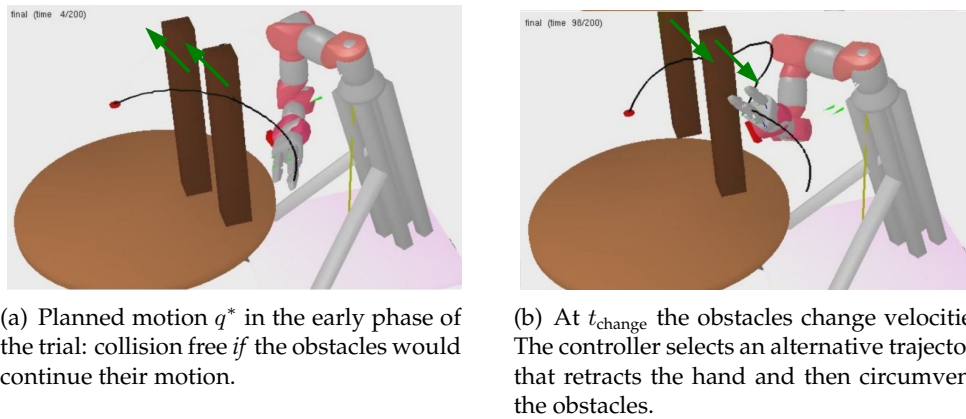 final (time 4/200)
final (time 98/200)
(a) Planned motion q* in the early phase of
the trial: collision free if the obstacles would
continue their motion.
(b) At t_change the obstacles change velocitie
The controller selects an alternative trajecto
that retracts the hand and then circumven
the obstacles.